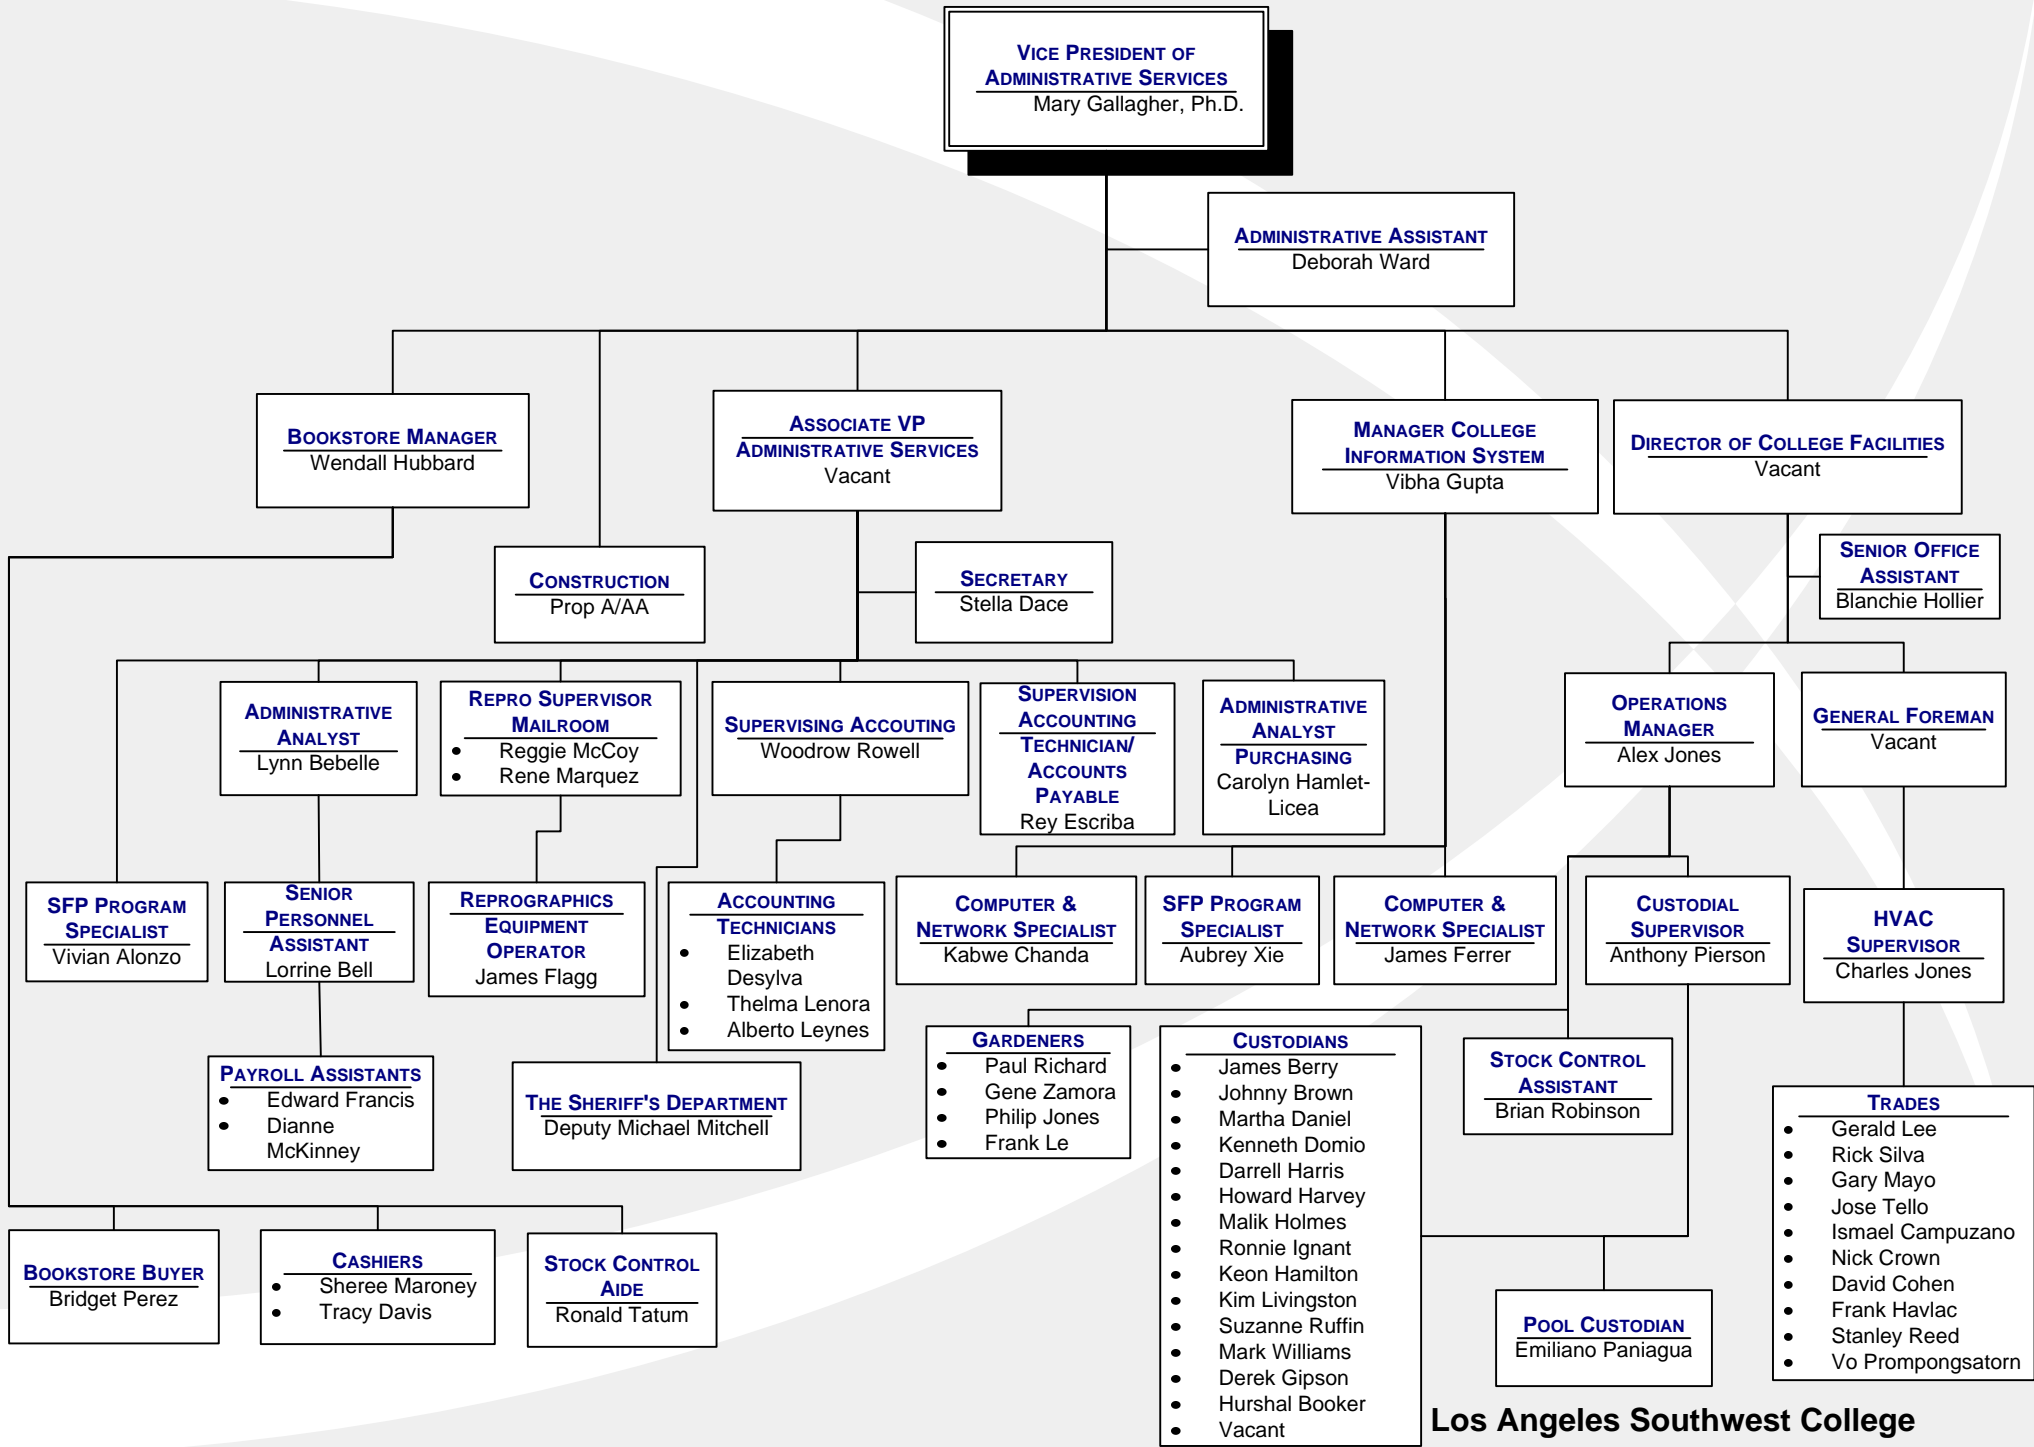 VICE PRESIDENT OF
ADMINISTRATIVE SERVICES
Mary Gallagher, Ph.D.
ADMINISTRATIVE ASSISTANT
Deborah Ward
BOOKSTORE MANAGER
Wendall Hubbard
ASSOCIATE VP
ADMINISTRATIVE SERVICES
Vacant
MANAGER COLLEGE
INFORMATION SYSTEM
Vibha Gupta
DIRECTOR OF COLLEGE FACILITIES
Vacant
CONSTRUCTION
Prop A/AA
SECRETARY
Stella Dace
SENIOR OFFICE
ASSISTANT
Blanchie Hollier
ADMINISTRATIVE
ANALYST
Lynn Bebelle
REPRO SUPERVISOR
MAILROOM
• Reggie McCoy
• Rene Marquez
SUPERVISING ACCOUTING
Woodrow Rowell
SUPERVISION
ACCOUNTING
TECHNICIAN/
ACCOUNTS
PAYABLE
Rey Escriba
ADMINISTRATIVE
ANALYST
PURCHASING
Carolyn Hamlet-
Licea
OPERATIONS
MANAGER
Alex Jones
GENERAL FOREMAN
Vacant
SFP PROGRAM
SPECIALIST
Vivian Alonzo
SENIOR
PERSONNEL
ASSISTANT
Lorrine Bell
REPROGRAPHICS
EQUIPMENT
OPERATOR
James Flagg
ACCOUNTING
TECHNICIANS
• Elizabeth
Desylva
• Thelma Lenora
• Alberto Leynes
COMPUTER &
NETWORK SPECIALIST
Kabwe Chanda
SFP PROGRAM
SPECIALIST
Aubrey Xie
COMPUTER &
NETWORK SPECIALIST
James Ferrer
CUSTODIAL
SUPERVISOR
Anthony Pierson
HVAC
SUPERVISOR
Charles Jones
PAYROLL ASSISTANTS
• Edward Francis
• Dianne
McKinney
THE SHERIFF'S DEPARTMENT
Deputy Michael Mitchell
GARDENERS
• Paul Richard
• Gene Zamora
• Philip Jones
• Frank Le
CUSTODIANS
• James Berry
• Johnny Brown
• Martha Daniel
• Kenneth Domio
• Darrell Harris
• Howard Harvey
• Malik Holmes
• Ronnie Ignant
• Keon Hamilton
• Kim Livingston
• Suzanne Ruffin
• Mark Williams
• Derek Gipson
• Hurshal Booker
• Vacant
STOCK CONTROL
ASSISTANT
Brian Robinson
TRADES
• Gerald Lee
• Rick Silva
• Gary Mayo
• Jose Tello
• Ismael Campuzano
• Nick Crown
• David Cohen
• Frank Havlac
• Stanley Reed
• Vo Prompongsatorn
BOOKSTORE BUYER
Bridget Perez
CASHIERS
• Sheree Maroney
• Tracy Davis
STOCK CONTROL
AIDE
Ronald Tatum
POOL CUSTODIAN
Emiliano Paniagua
Los Angeles Southwest College